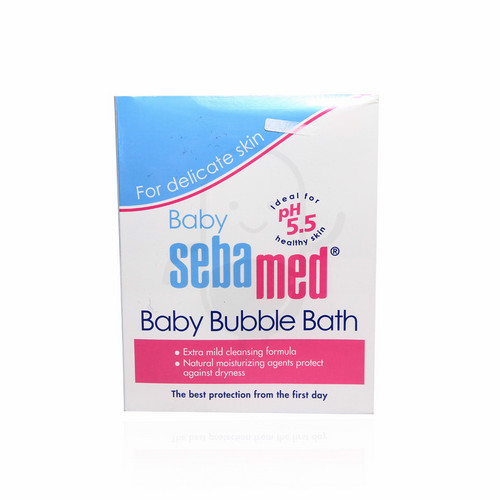 For delicate skin
Baby
sebamed®
Ideal for
pH
5.5
healthy skin
Baby Bubble Bath
• Extra mild cleansing formula
• Natural moisturizing agents protect
against dryness
The best protection from the first day